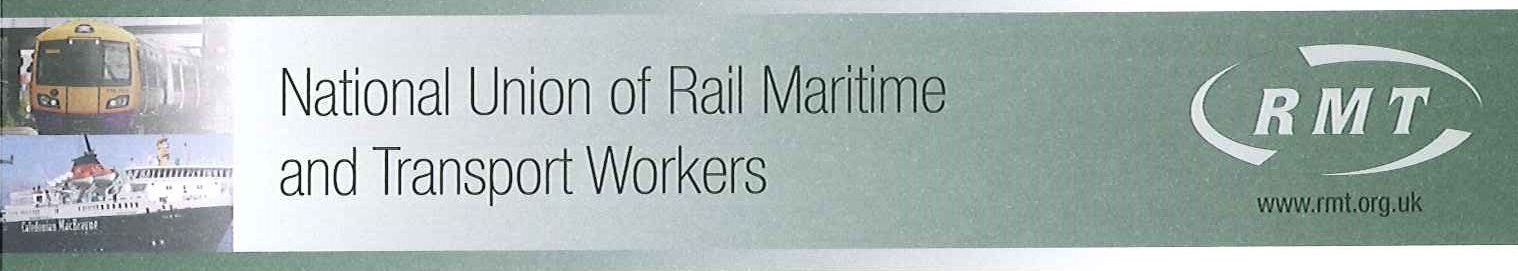 National Union of Rail Maritime
and Transport Workers
RMT
www.rmt.org.uk
Caledonian MacBrayne